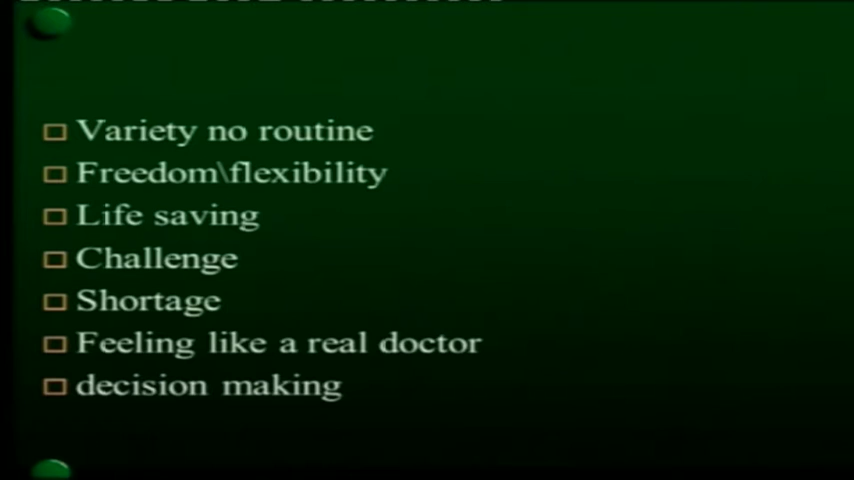 Variety no routine
Freedom\flexibility
Life saving
Challenge
Shortage
Feeling like a real doctor
decision making